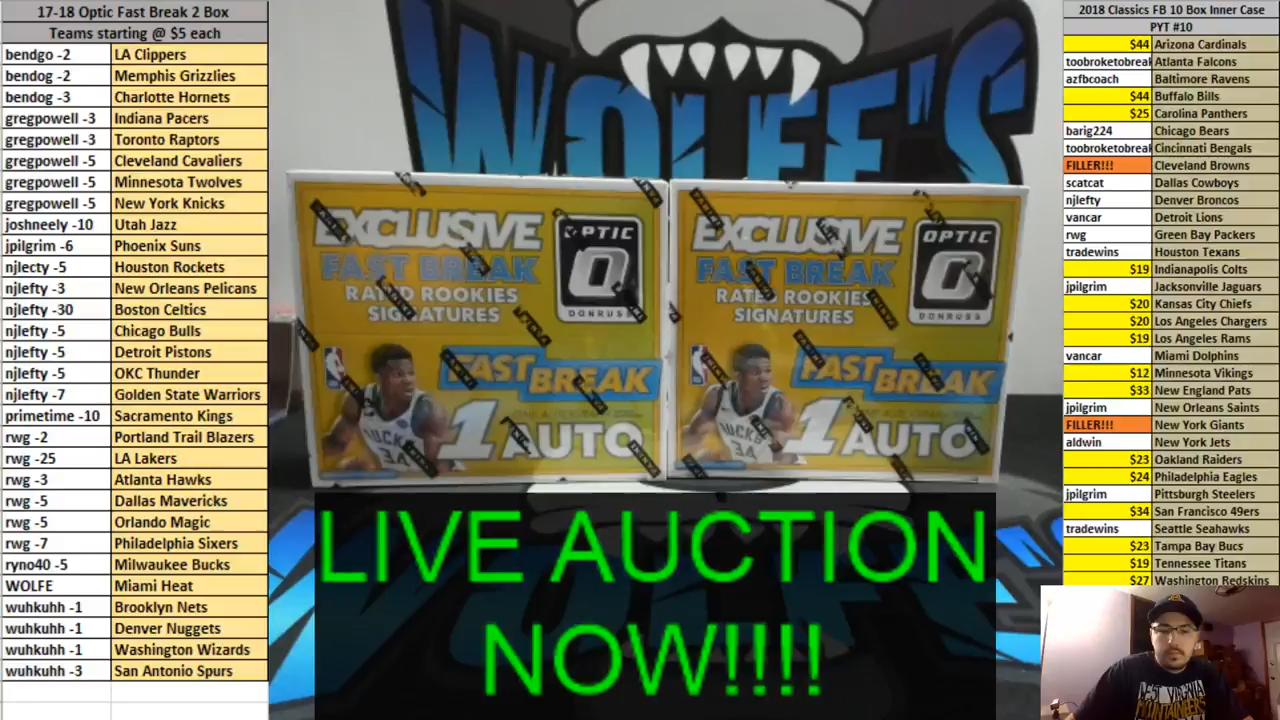 17-18 Optic Fast Break 2 Box
Teams starting @ $5 each
bendgo -2 LA Clippers
bendog -2 Memphis Grizzlies
bendog -3 Charlotte Hornets
gregpowell -3 Indiana Pacers
gregpowell -3 Toronto Raptors
gregpowell -5 Cleveland Cavaliers
gregpowell -5 Minnesota Twolves
gregpowell -5 New York Knicks
joshneely -10 Utah Jazz
jpilgrim -6 Phoenix Suns
njlecty -5 Houston Rockets
njlefty -3 New Orleans Pelicans
njlefty -30 Boston Celtics
njlefty -5 Chicago Bulls
njlefty -5 Detroit Pistons
njlefty -5 OKC Thunder
njlefty -7 Golden State Warriors
primetime -10 Sacramento Kings
rwg -2 Portland Trail Blazers
rwg -25 LA Lakers
rwg -3 Atlanta Hawks
rwg -5 Dallas Mavericks
rwg -5 Orlando Magic
rwg -7 Philadelphia Sixers
ryno40 -5 Milwaukee Bucks
WOLFE Miami Heat
wuhkuhh -1 Brooklyn Nets
wuhkuhh -1 Denver Nuggets
wuhkuhh -1 Washington Wizards
wuhkuhh -3 San Antonio Spurs
WOLFE'S
EXCLUSIVE
FAST BREAK
RATED ROOKIES
SIGNATURES
OPTIC
DONRUSS
NBA
FAST BREAK
1 AUTO
BUCKS
34
EXCLUSIVE
FAST BREAK
RATED ROOKIES
SIGNATURES
OPTIC
DONRUSS
NBA
FAST BREAK
1 AUTO
BUCKS
34
LIVE AUCTION
NOW!!!!
2018 Classics FB 10 Box Inner Case
PYT #10
$44 Arizona Cardinals
toobroketobreak Atlanta Falcons
azfbcoach Baltimore Ravens
$44 Buffalo Bills
$25 Carolina Panthers
barig224 Chicago Bears
toobroketobreak Cincinnati Bengals
FILLER!!! Cleveland Browns
scatcat Dallas Cowboys
njlefty Denver Broncos
vancar Detroit Lions
rwg Green Bay Packers
tradewins Houston Texans
$19 Indianapolis Colts
jpilgrim Jacksonville Jaguars
$20 Kansas City Chiefs
$20 Los Angeles Chargers
$19 Los Angeles Rams
vancar Miami Dolphins
$12 Minnesota Vikings
$33 New England Pats
jpilgrim New Orleans Saints
FILLER!!! New York Giants
aldwin New York Jets
$23 Oakland Raiders
$24 Philadelphia Eagles
jpilgrim Pittsburgh Steelers
$34 San Francisco 49ers
tradewins Seattle Seahawks
$23 Tampa Bay Bucs
$19 Tennessee Titans
$27 Washington Redskins
WEST VIRGINIA
MOUNTAINEERS